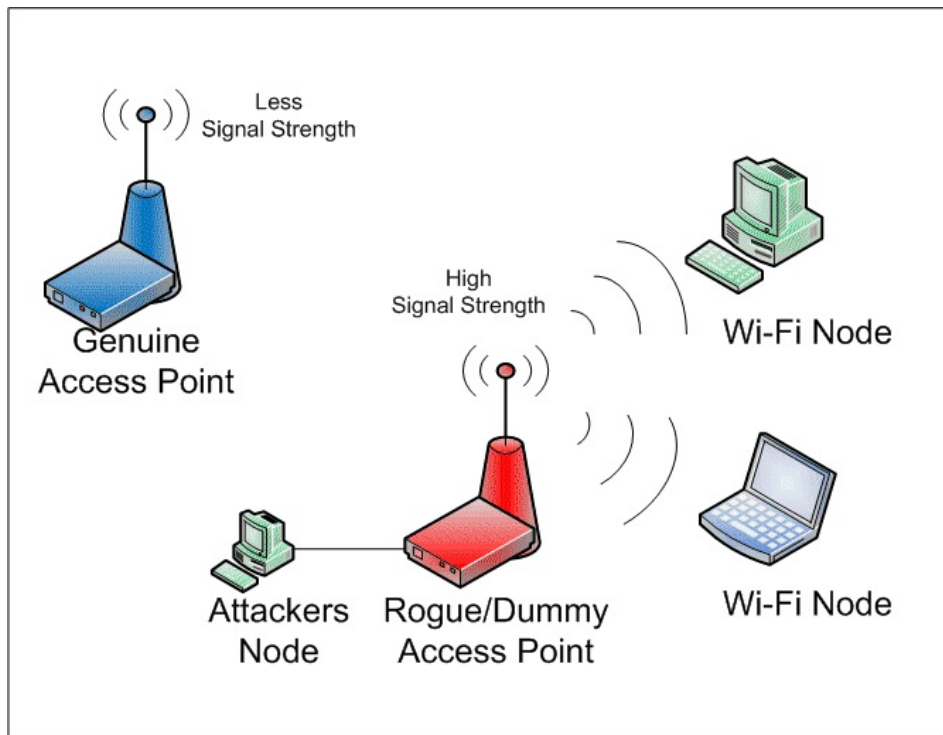 Less
Signal Strength
Genuine
Access Point
High
Signal Strength
Wi-Fi Node
Attackers
Node
Rogue/Dummy
Access Point
Wi-Fi Node